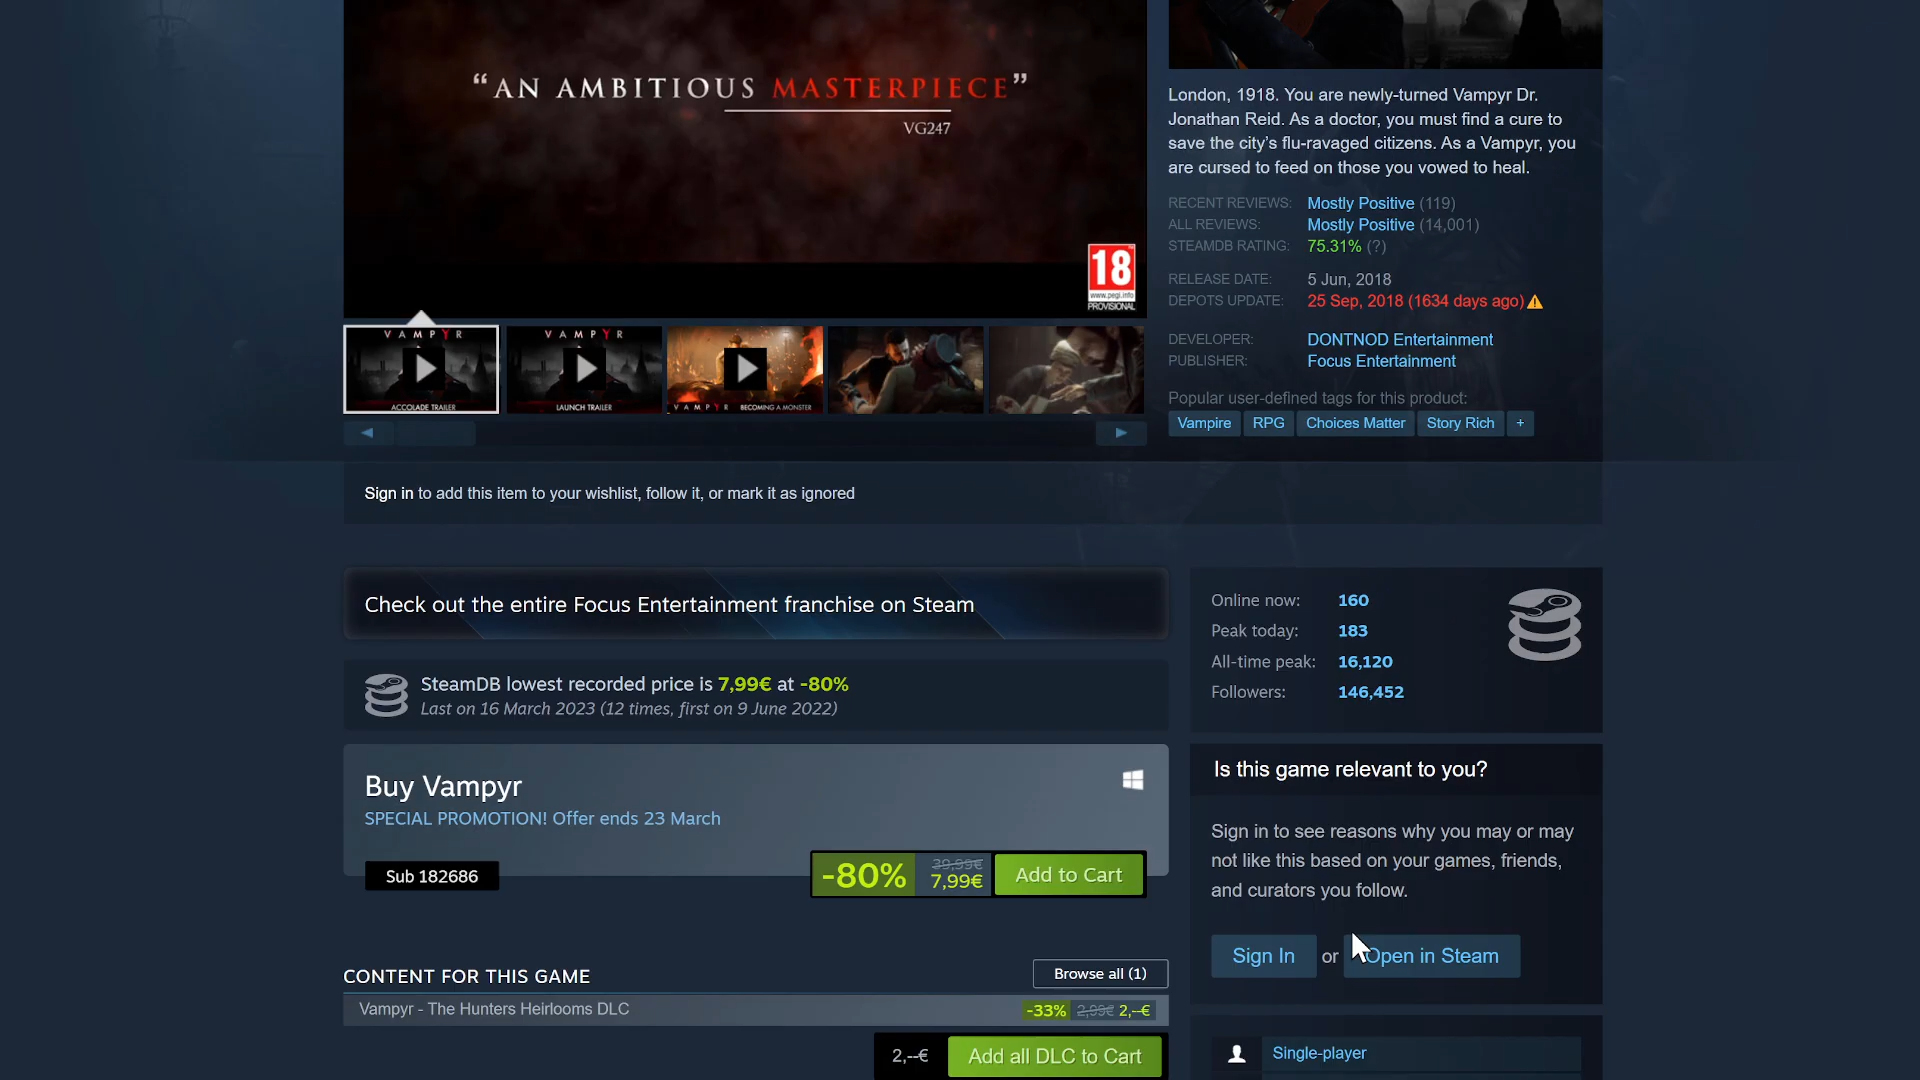 “AN AMBITIOUS MASTERPIECE”
VG247
18
www.pegi.info
PROVISIONAL
VAMPYR
ACCOLADE TRAILER
VAMPYR
LAUNCH TRAILER
VAMPYR BECOMING A MONSTER
London, 1918. You are newly-turned Vampyr Dr.
Jonathan Reid. As a doctor, you must find a cure to
save the city’s flu-ravaged citizens. As a Vampyr, you
are cursed to feed on those you vowed to heal.
RECENT REVIEWS: Mostly Positive (119)
ALL REVIEWS: Mostly Positive (14,001)
STEAMDB RATING: 75.31% (?)
RELEASE DATE: 5 Jun, 2018
DEPOTS UPDATE: 25 Sep, 2018 (1634 days ago)
DEVELOPER: DONTNOD Entertainment
PUBLISHER: Focus Entertainment
Popular user-defined tags for this product:
Vampire RPG Choices Matter Story Rich +
Sign in to add this item to your wishlist, follow it, or mark it as ignored
Check out the entire Focus Entertainment franchise on Steam
SteamDB lowest recorded price is 7,99€ at -80%
Last on 16 March 2023 (12 times, first on 9 June 2022)
Buy Vampyr
SPECIAL PROMOTION! Offer ends 23 March
Sub 182686
-80% 39,99€ 7,99€ Add to Cart
CONTENT FOR THIS GAME Browse all (1)
Vampyr - The Hunters Heirlooms DLC -33% 2,99€ 2,--€
2,--€ Add all DLC to Cart
Online now: 160
Peak today: 183
All-time peak: 16,120
Followers: 146,452
Is this game relevant to you?
Sign in to see reasons why you may or may
not like this based on your games, friends,
and curators you follow.
Sign In or Open in Steam
Single-player